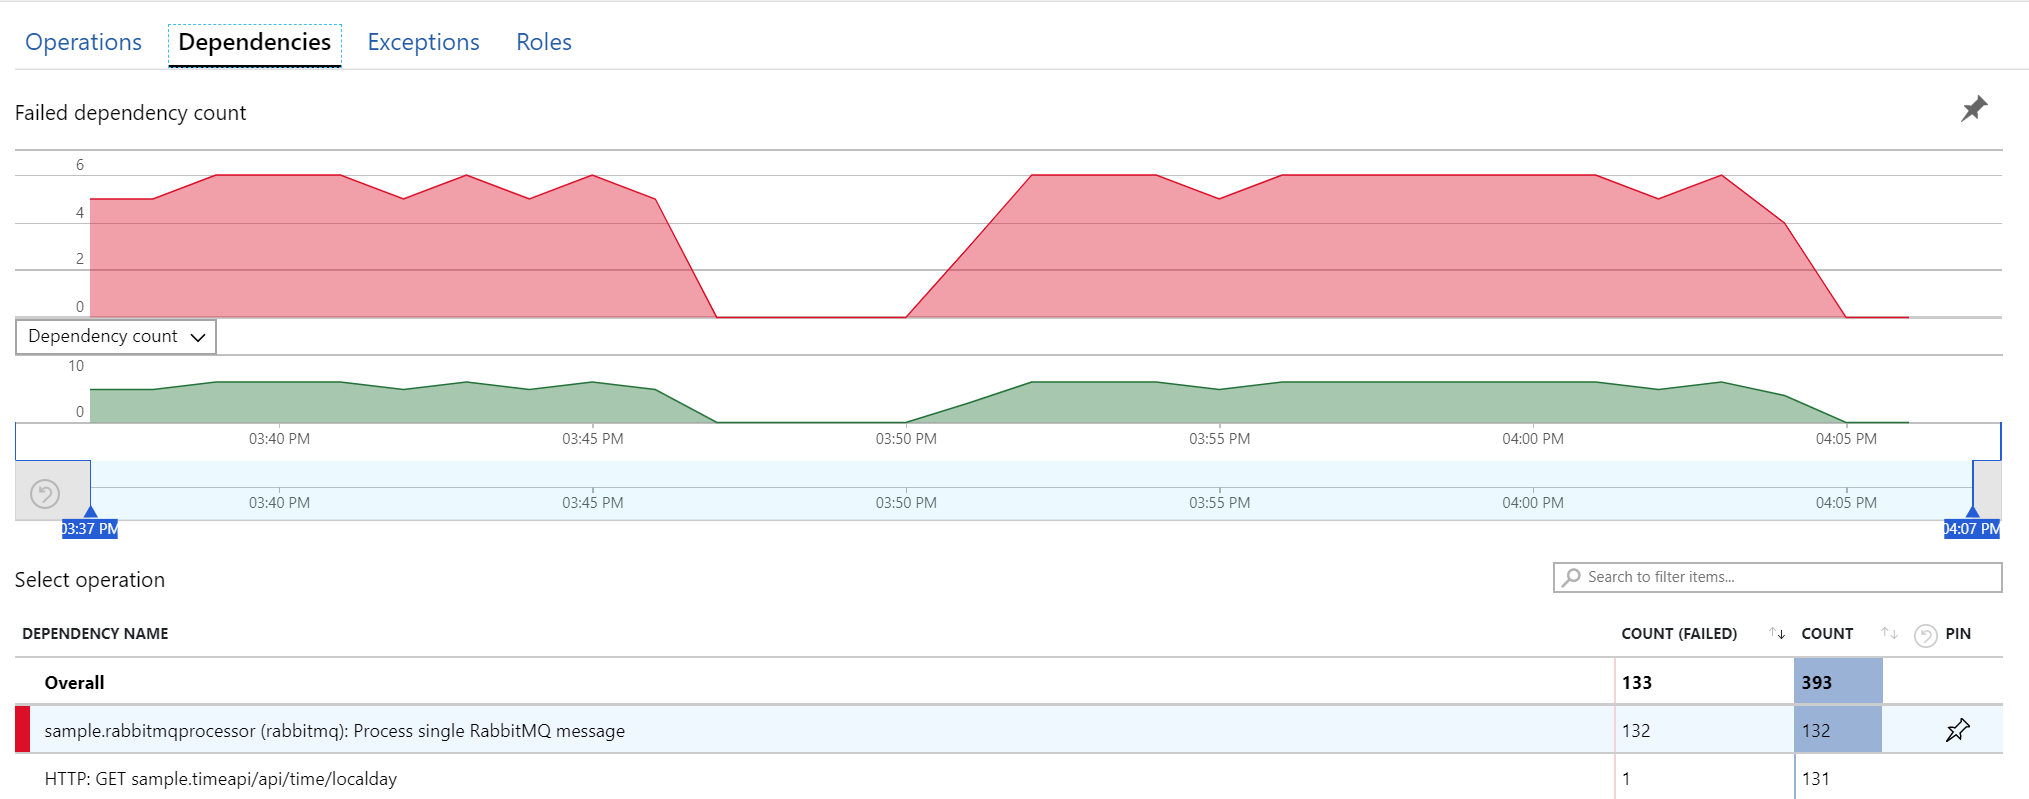 Operations Dependencies Exceptions Roles
Failed dependency count
6
4
2
0
Dependency count
10
0
03:40 PM 03:45 PM 03:50 PM 03:55 PM 04:00 PM 04:05 PM
03:40 PM 03:45 PM 03:50 PM 03:55 PM 04:00 PM 04:05 PM
03:37 PM 04:07 PM
Select operation
Search to filter items...
DEPENDENCY NAME COUNT (FAILED) COUNT PIN
Overall 133 393
sample.rabbitmqprocessor (rabbitmq): Process single RabbitMQ message 132 132
HTTP: GET sample.timeapi/api/time/localday 1 131